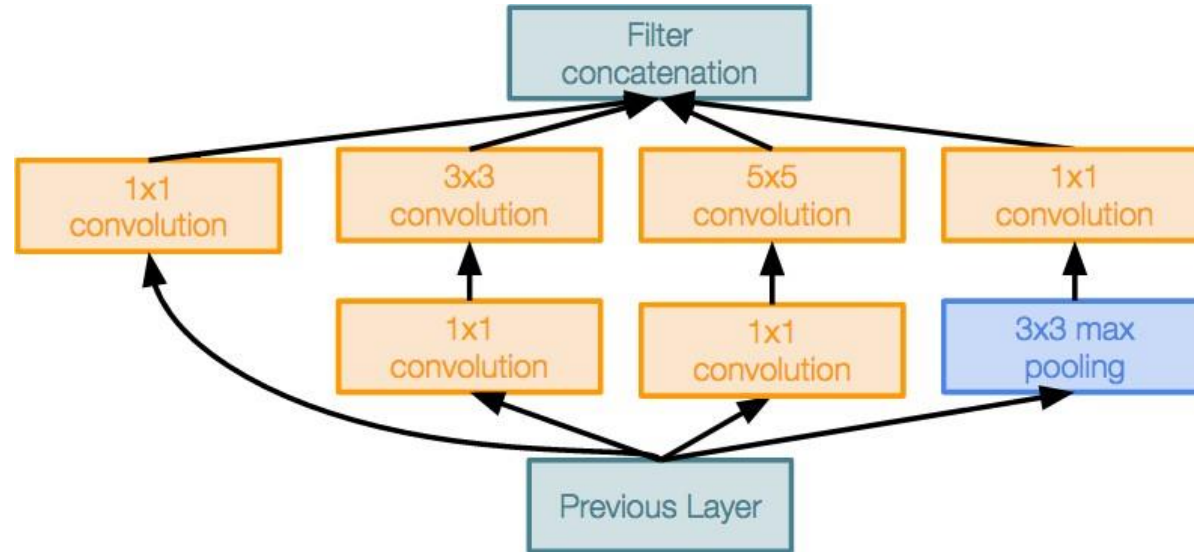 Filter
concatenation
1x1
convolution
3x3
convolution
5x5
convolution
1x1
convolution
1x1
convolution
1x1
convolution
3x3 max
pooling
Previous Layer